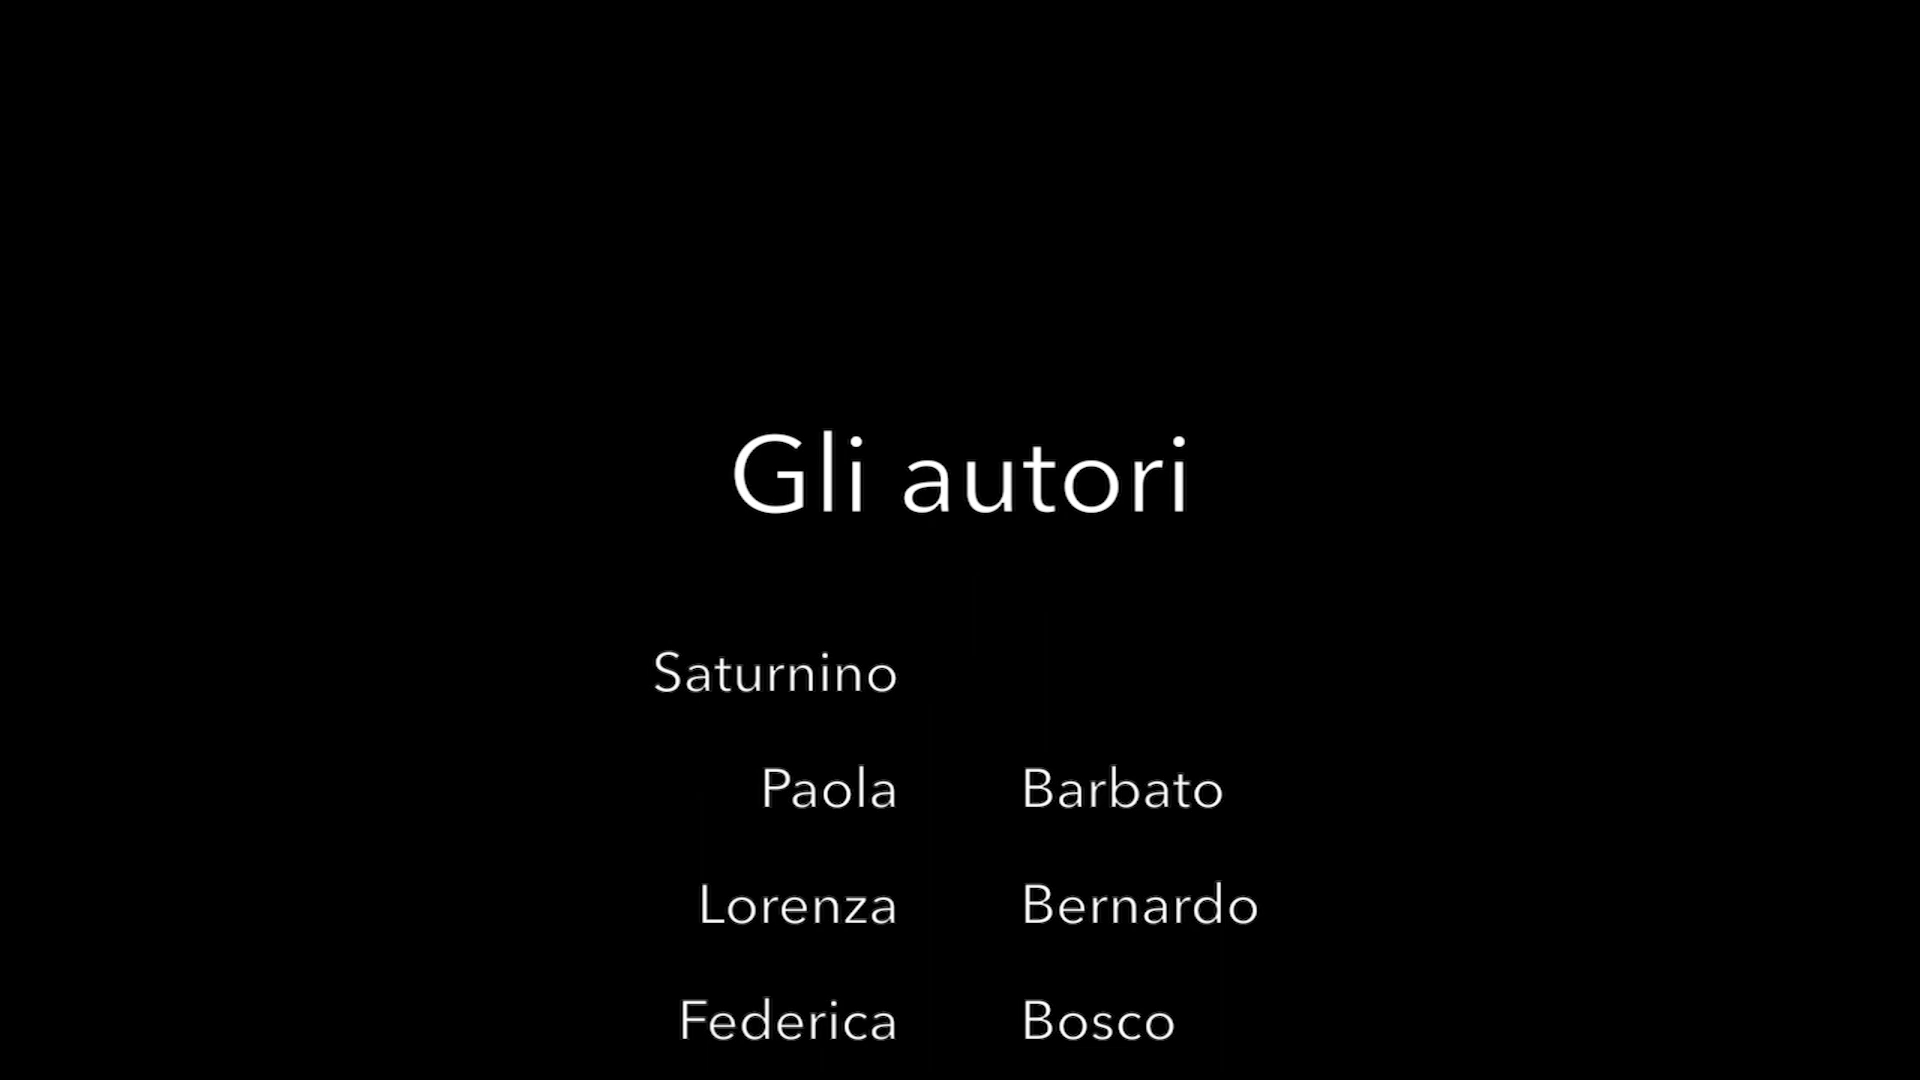 Gli autori
Saturnino
Paola Barbato
Lorenza Bernardo
Federica Bosco